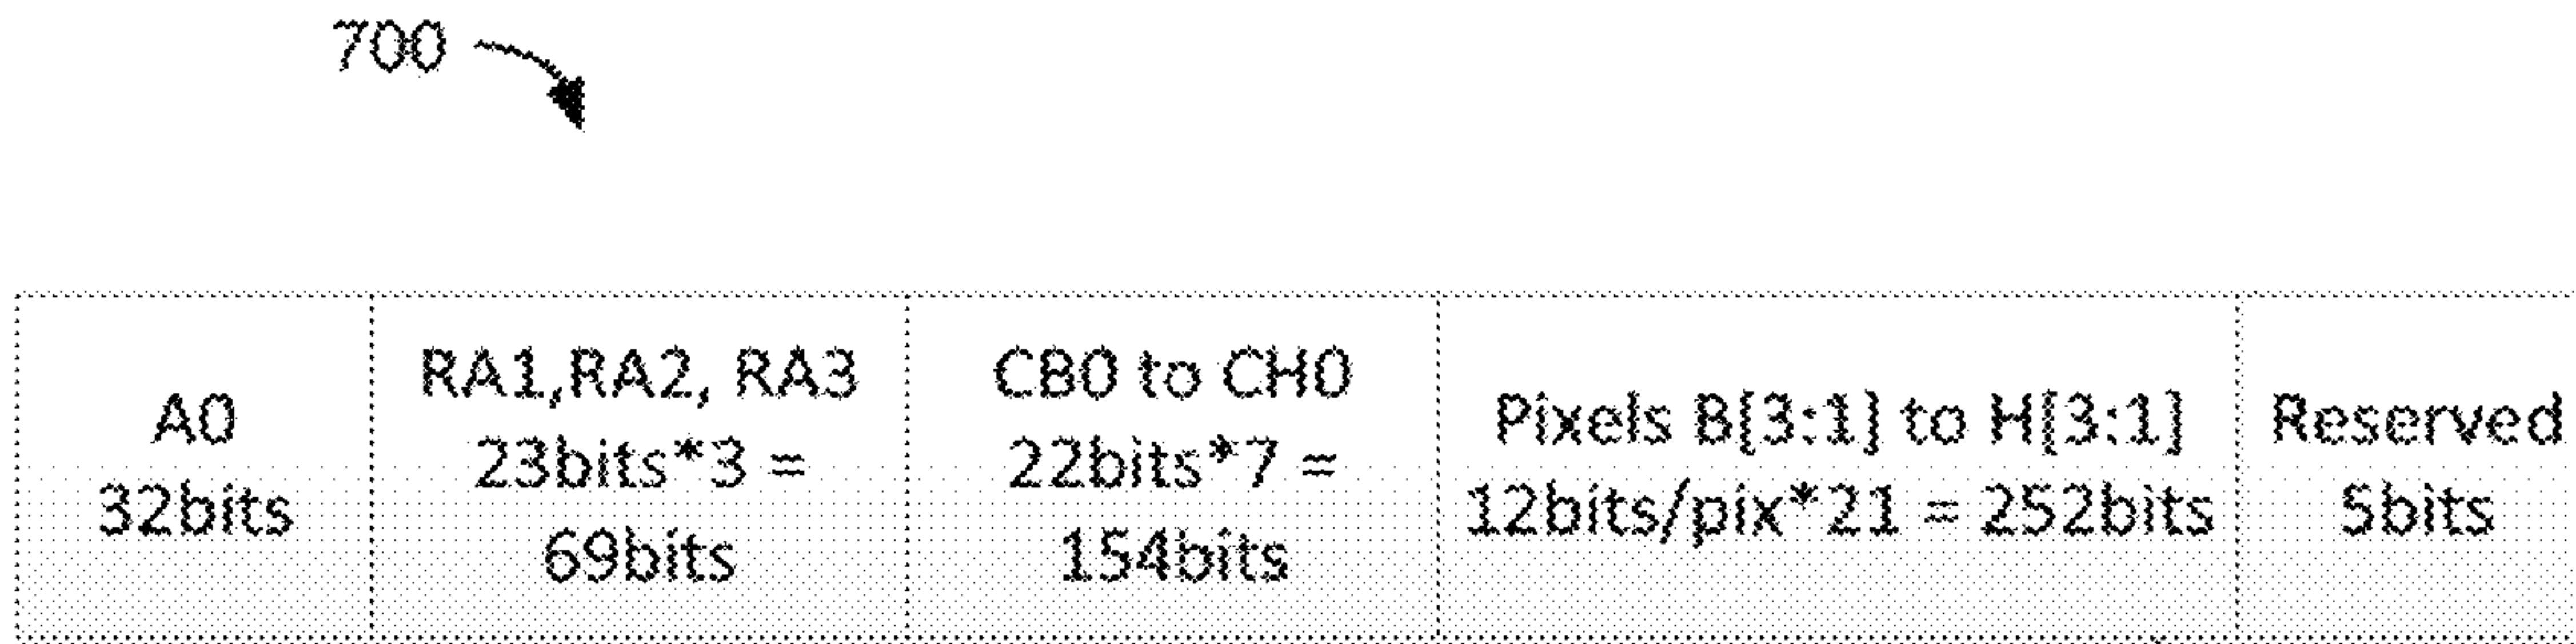 700
A0
32bits
RA1,RA2, RA3
23bits*3 =
69bits
CB0 to CH0
22bits*7 =
154bits
Pixels B[3:1] to H[3:1]
12bits/pix*21 = 252bits
Reserved
5bits